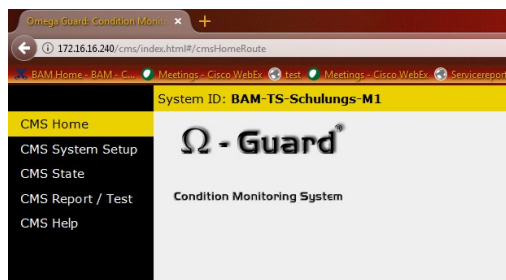 Omega Guard: Condition Monito
172.16.16.240/cms/index.html#/cmsHomeRoute
BAM Home - BAM - C... Meetings - Cisco WebEx test Meetings - Cisco WebEx Servicereport
System ID: BAM-TS-Schulungs-M1
CMS Home
CMS System Setup
CMS State
CMS Report / Test
CMS Help
Ω - Guard®
Condition Monitoring System